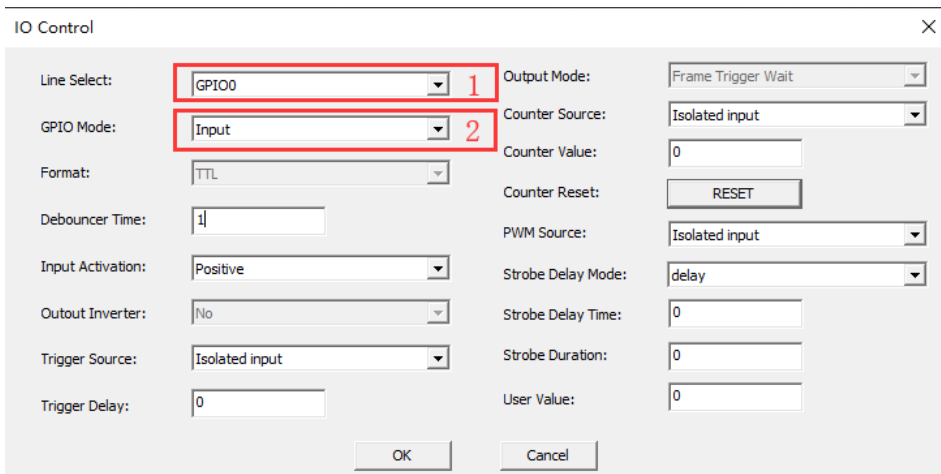 IO Control
Line Select: GPIO0 1
GPIO Mode: Input 2
Format: TTL
Debouncer Time: 1
Input Activation: Positive
Outout Inverter: No
Trigger Source: Isolated input
Trigger Delay: 0
Output Mode: Frame Trigger Wait
Counter Source: Isolated input
Counter Value: 0
Counter Reset: RESET
PWM Source: Isolated input
Strobe Delay Mode: delay
Strobe Delay Time: 0
Strobe Duration: 0
User Value: 0
OK Cancel